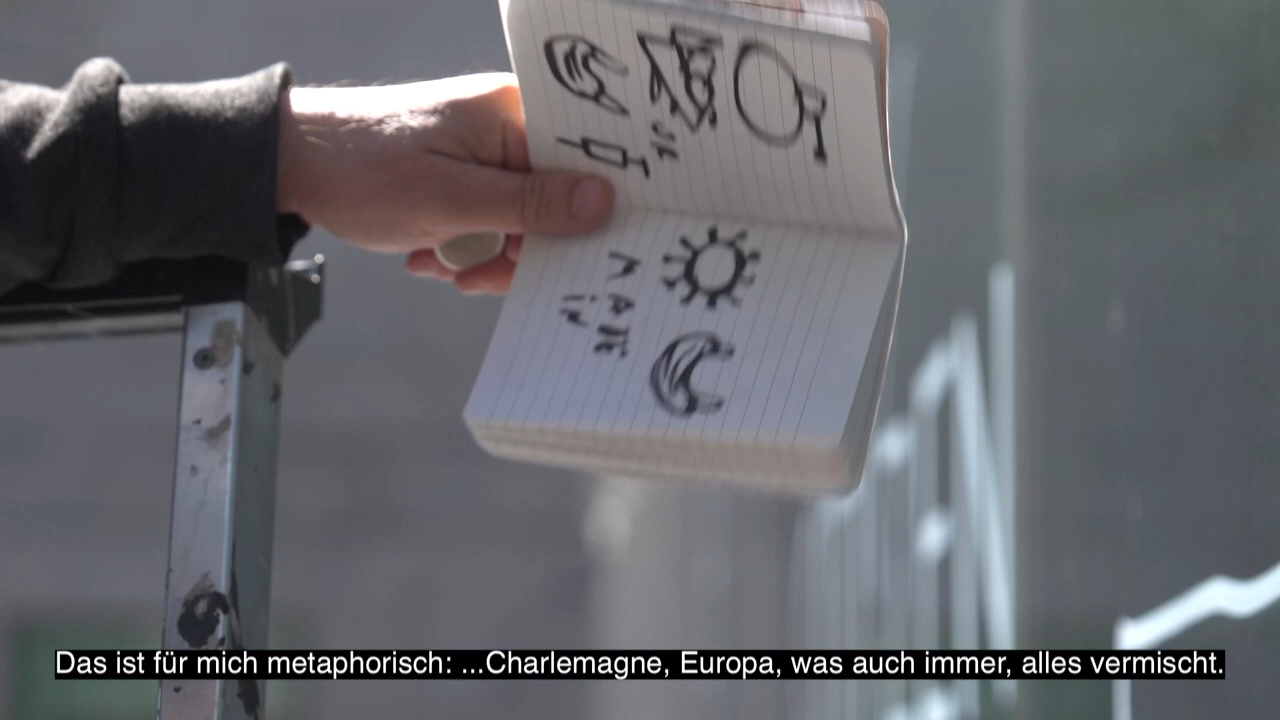 Das ist für mich metaphorisch: ...Charlemagne, Europa, was auch immer, alles vermischt.